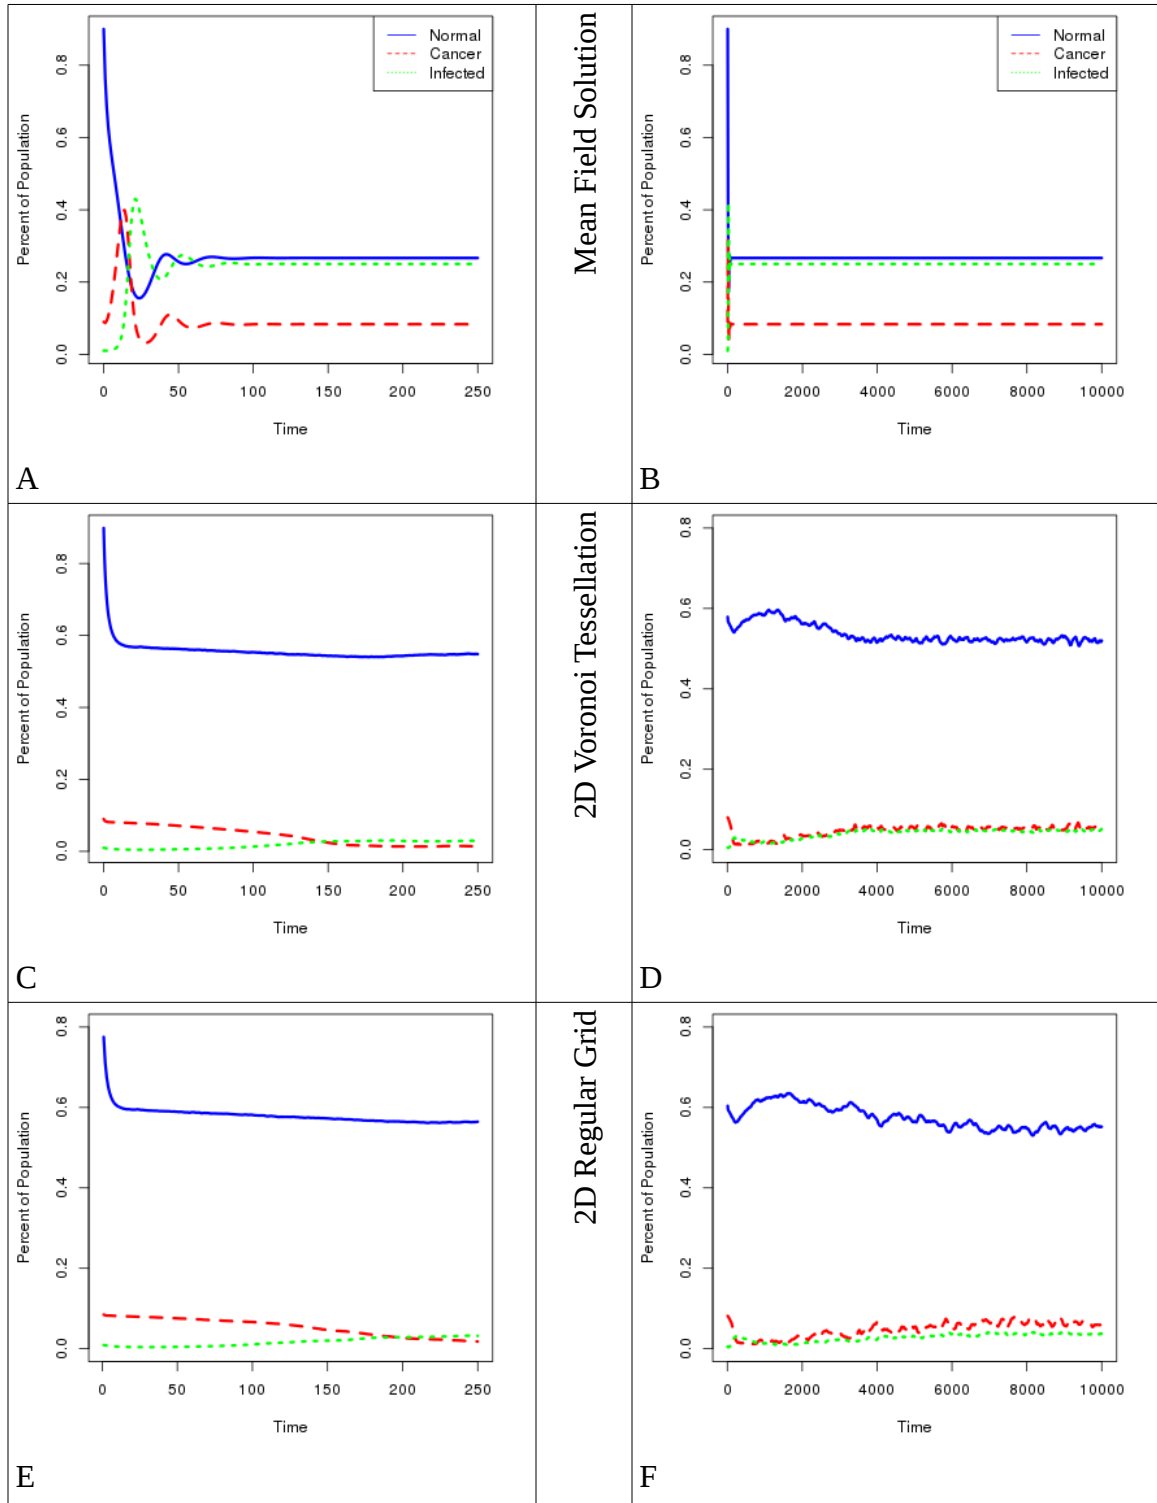 Normal
Cancer
Infected
Percent of Population
0.0 0.2 0.4 0.6 0.8
0 50 100 150 200 250
Time
A
Mean Field Solution
Normal
Cancer
Infected
Percent of Population
0.0 0.2 0.4 0.6 0.8
0 2000 4000 6000 8000 10000
Time
B
Percent of Population
0.0 0.2 0.4 0.6 0.8
0 50 100 150 200 250
Time
C
2D Voronoi Tessellation
Percent of Population
0.0 0.2 0.4 0.6 0.8
0 2000 4000 6000 8000 10000
Time
D
Percent of Population
0.0 0.2 0.4 0.6 0.8
0 50 100 150 200 250
Time
E
2D Regular Grid
Percent of Population
0.0 0.2 0.4 0.6 0.8
0 2000 4000 6000 8000 10000
Time
F